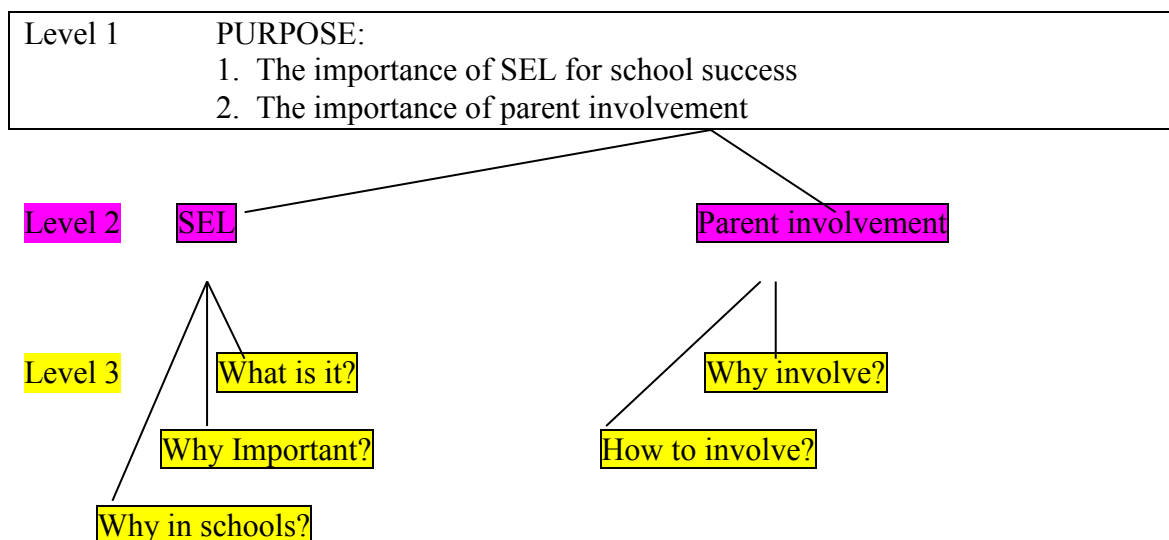 Level 1 PURPOSE:
1. The importance of SEL for school success
2. The importance of parent involvement
Level 2 SEL Parent involvement
Level 3 What is it? Why involve?
Why Important? How to involve?
Why in schools?